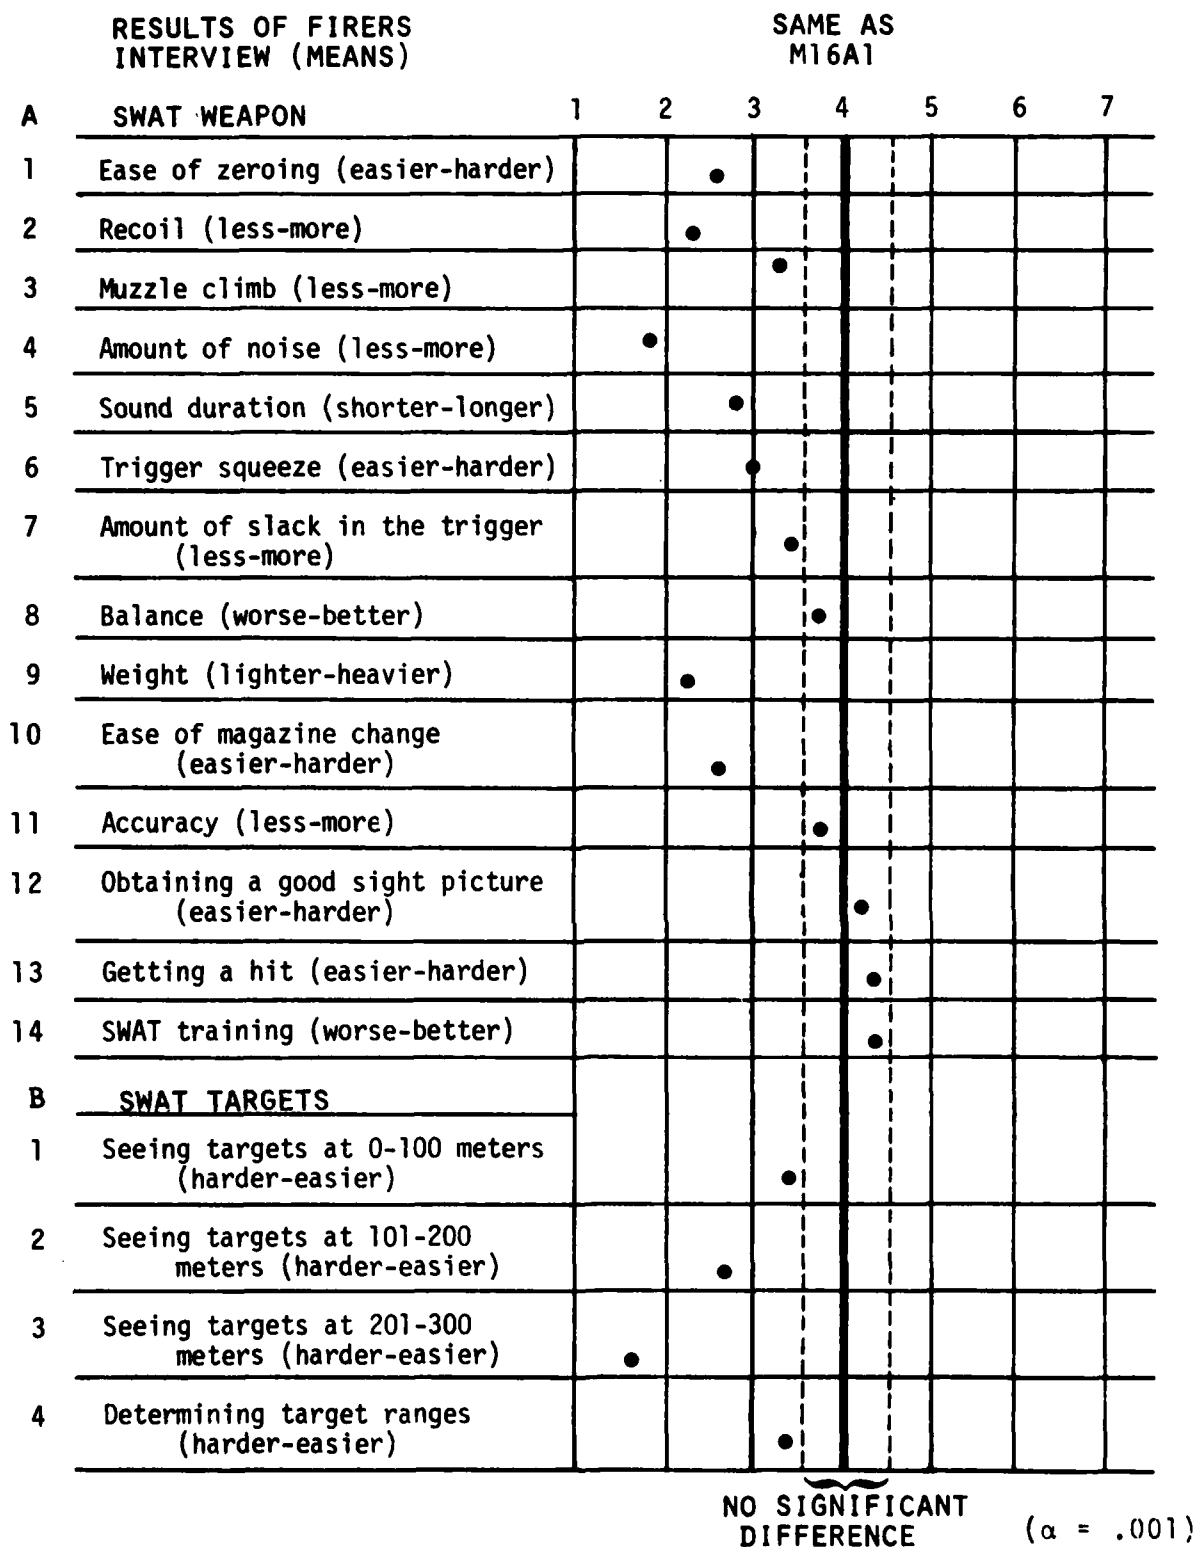 RESULTS OF FIRERS
INTERVIEW (MEANS)
SAME AS
M16A1
A SWAT WEAPON 1 2 3 4 5 6 7
1 Ease of zeroing (easier-harder)
2 Recoil (less-more)
3 Muzzle climb (less-more)
4 Amount of noise (less-more)
5 Sound duration (shorter-longer)
6 Trigger squeeze (easier-harder)
7 Amount of slack in the trigger
(less-more)
8 Balance (worse-better)
9 Weight (lighter-heavier)
10 Ease of magazine change
(easier-harder)
11 Accuracy (less-more)
12 Obtaining a good sight picture
(easier-harder)
13 Getting a hit (easier-harder)
14 SWAT training (worse-better)
B SWAT TARGETS
1 Seeing targets at 0-100 meters
(harder-easier)
2 Seeing targets at 101-200
meters (harder-easier)
3 Seeing targets at 201-300
meters (harder-easier)
4 Determining target ranges
(harder-easier)
NO SIGNIFICANT
DIFFERENCE (α = .001)